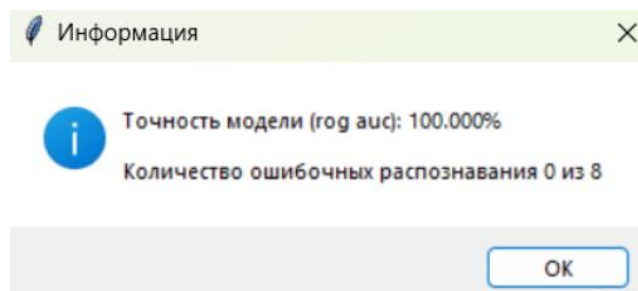 Информация
Точность модели (rog auc): 100.000%
Количество ошибочных распознавания 0 из 8
OK